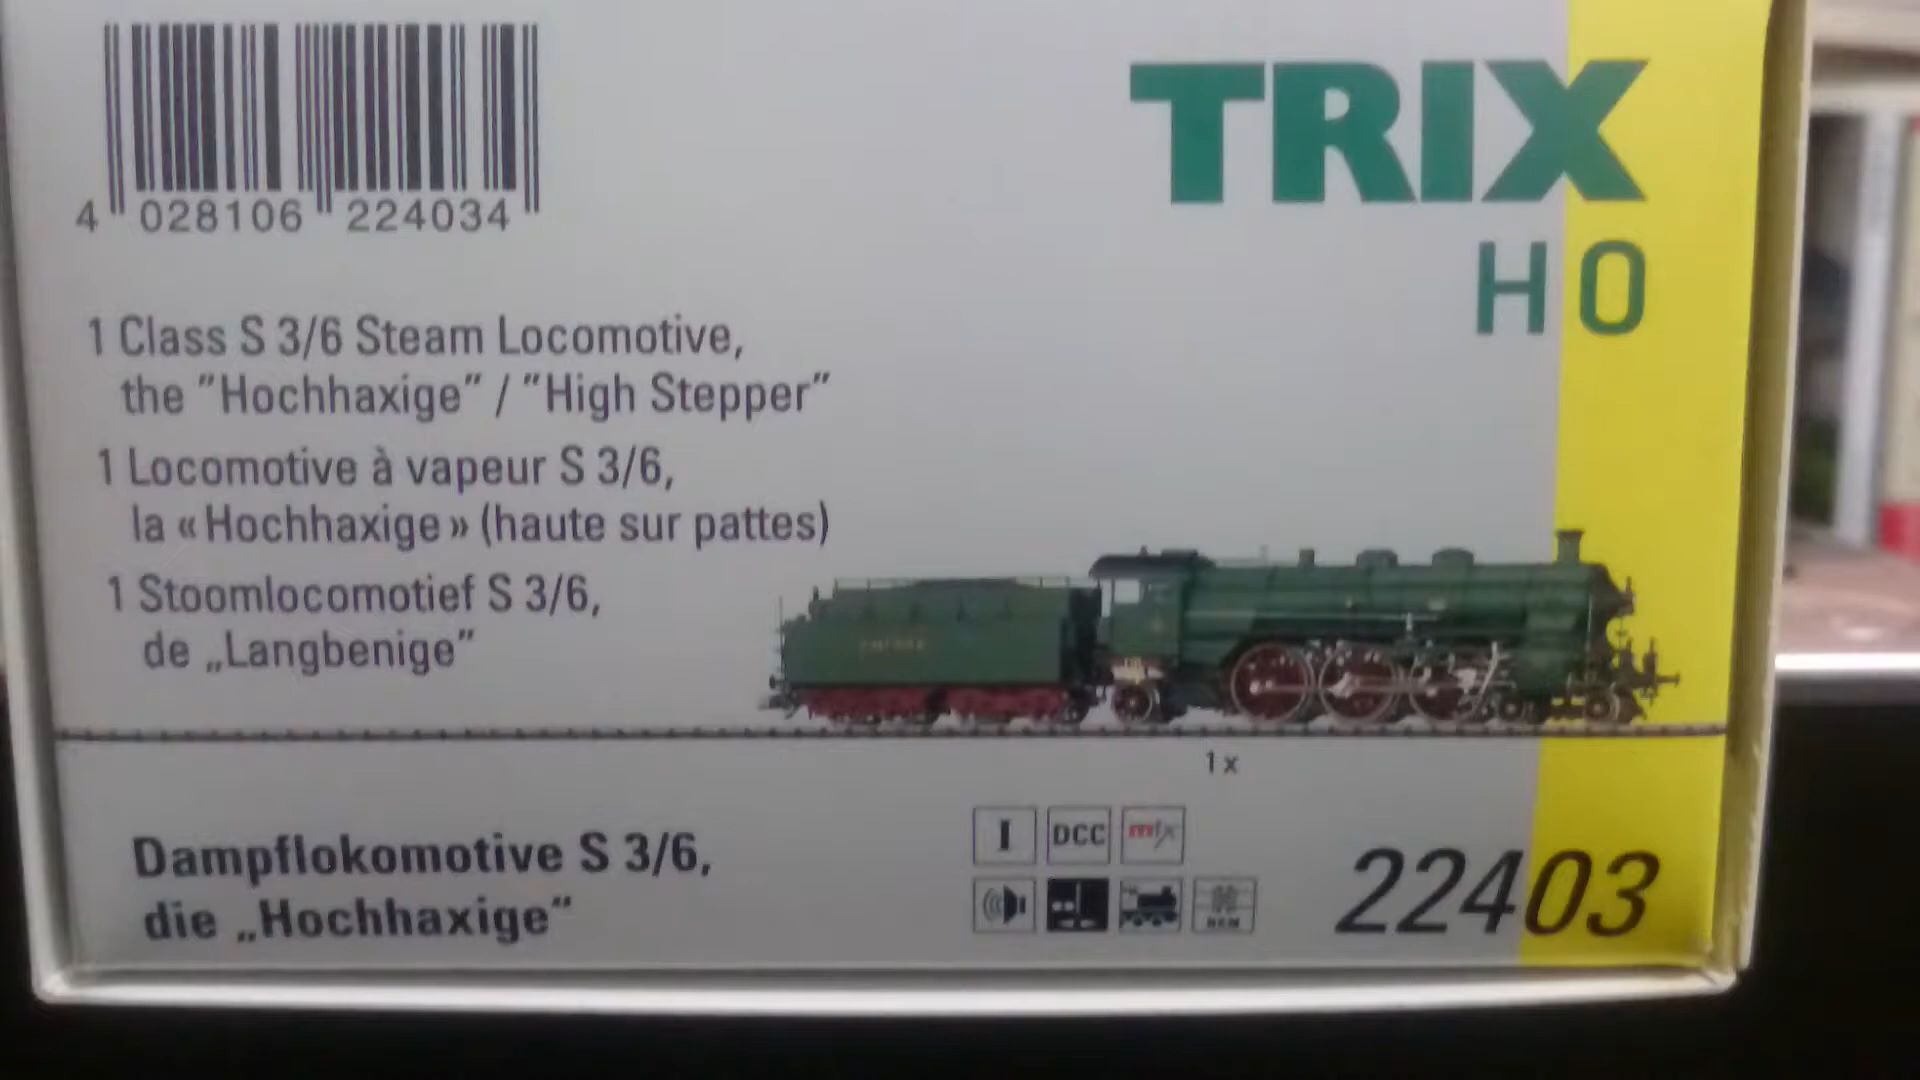 4 028106 224034
TRIX
H0
1 Class S 3/6 Steam Locomotive,
the "Hochhaxige" / "High Stepper"
1 Locomotive à vapeur S 3/6,
la « Hochhaxige » (haute sur pattes)
1 Stoomlocomotief S 3/6,
de „Langbenige"
1x
Dampflokomotive S 3/6,
die „Hochhaxige"
I DCC mfx
22403